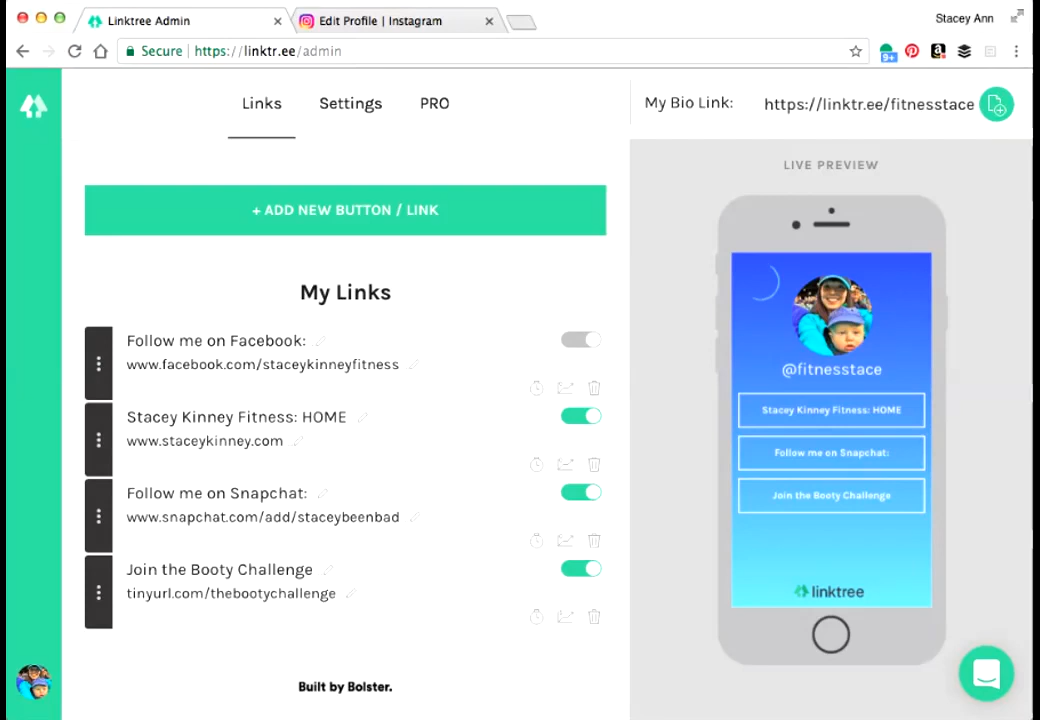 Linktree Admin
Edit Profile | Instagram
Stacey Ann
Secure | https://linktr.ee/admin
9+
Links
Settings
PRO
My Bio Link:
https://linktr.ee/fitnesstace
LIVE PREVIEW
+ ADD NEW BUTTON / LINK
My Links
Follow me on Facebook:
www.facebook.com/staceykinneyfitness
Stacey Kinney Fitness: HOME
www.staceykinney.com
Follow me on Snapchat:
www.snapchat.com/add/staceybeenbad
Join the Booty Challenge
tinyurl.com/thebootychallenge
Built by Bolster.
@fitnesstace
Stacey Kinney Fitness: HOME
Follow me on Snapchat:
Join the Booty Challenge
linktree